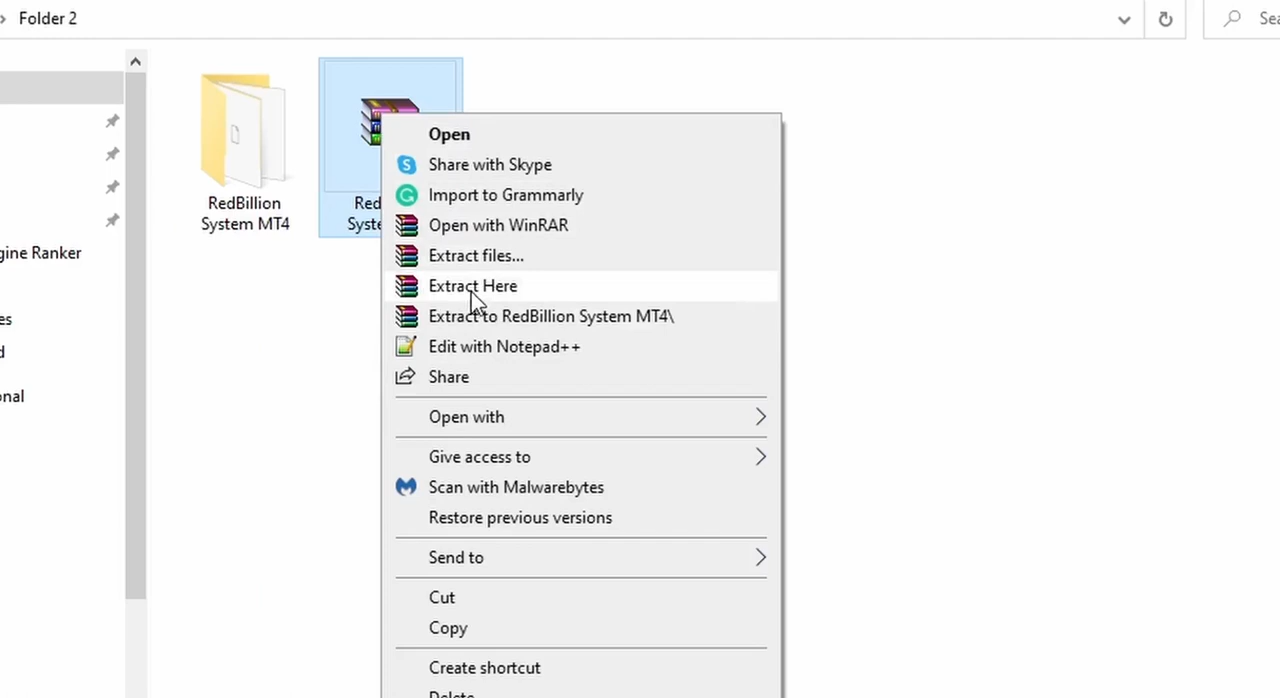 Folder 2
Sea
gine Ranker
es
d
onal
RedBillion
System MT4
Red
Syste
Open
Share with Skype
Import to Grammarly
Open with WinRAR
Extract files...
Extract Here
Extract to RedBillion System MT4\
Edit with Notepad++
Share
Open with
Give access to
Scan with Malwarebytes
Restore previous versions
Send to
Cut
Copy
Create shortcut
Delete